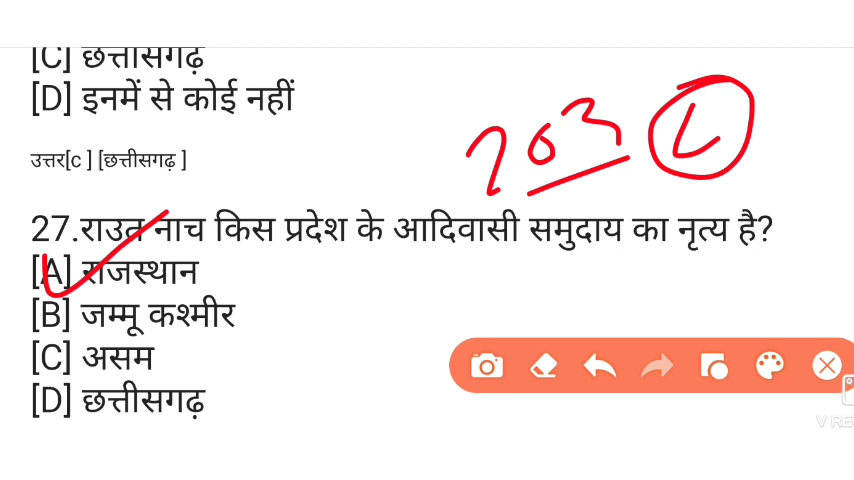 [C] छत्तीसगढ़
[D] इनमें से कोई नहीं
उत्तर[c ] [छत्तीसगढ़ ]
27.राउत नाच किस प्रदेश के आदिवासी समुदाय का नृत्य है?
[A] राजस्थान
[B] जम्मू कश्मीर
[C] असम
[D] छत्तीसगढ़
V RE